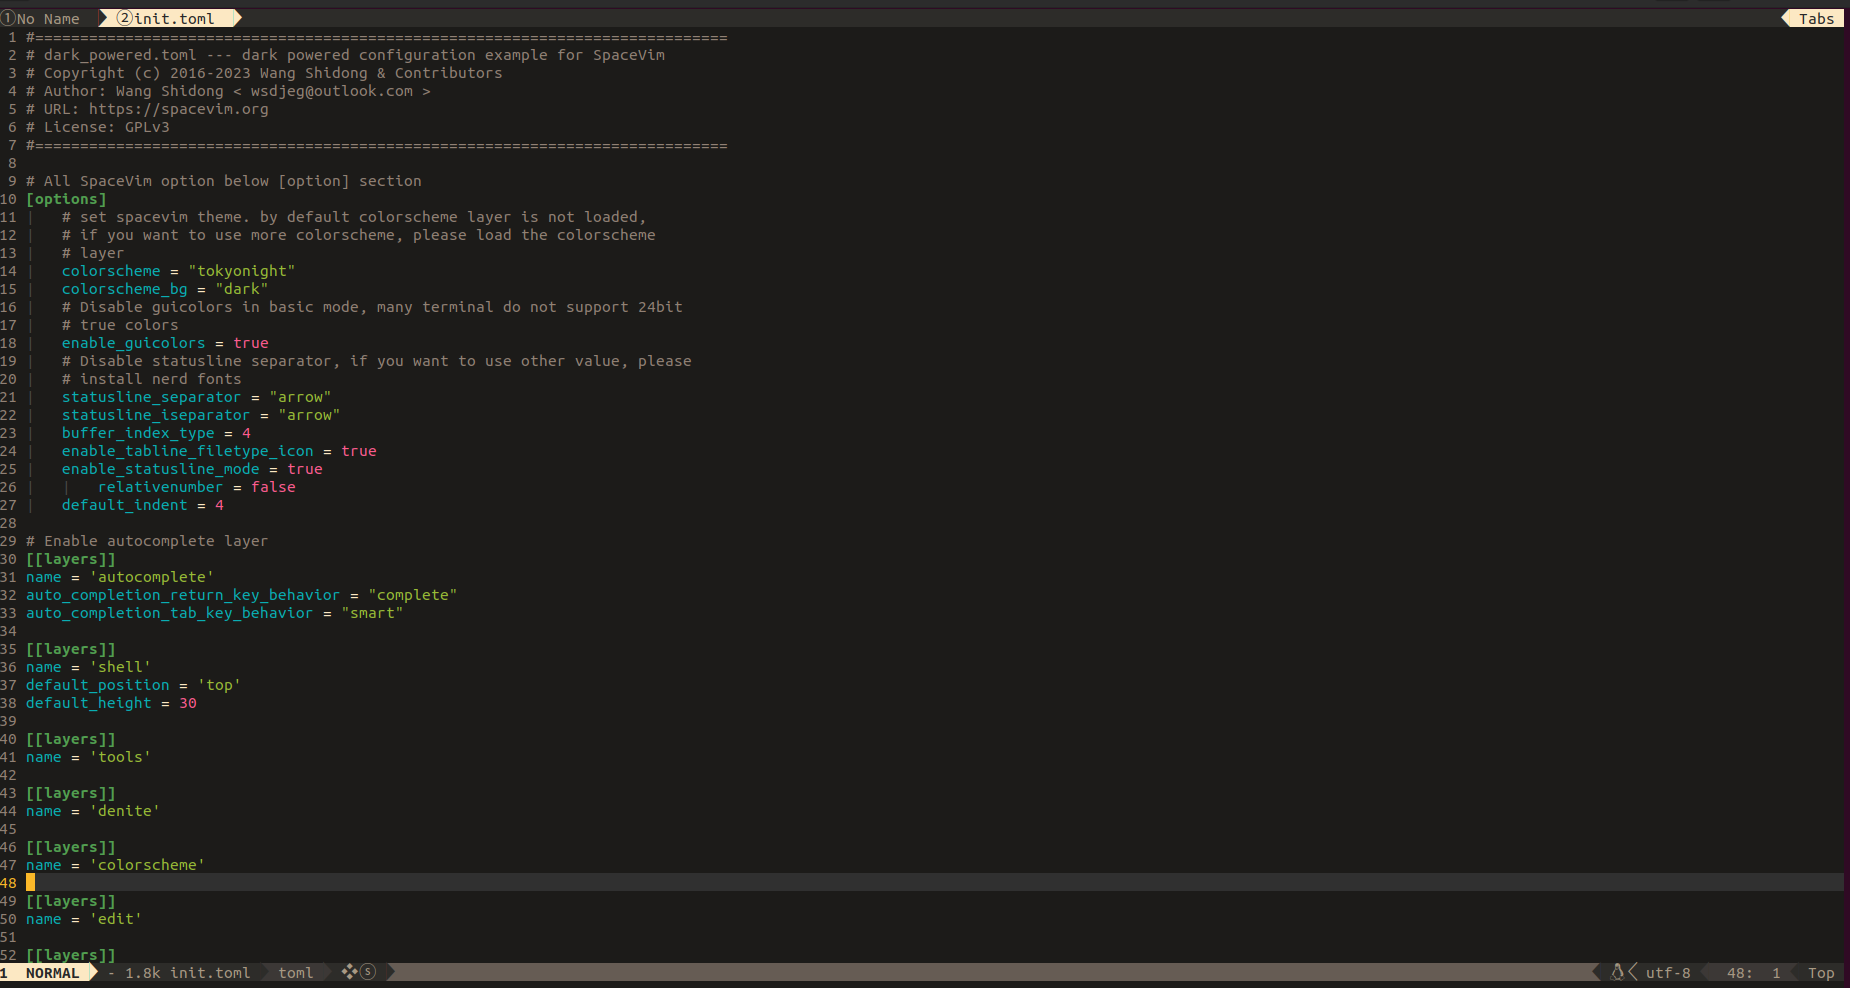 ①No Name ②init.toml Tabs
1 #=============================================================================
2 # dark_powered.toml --- dark powered configuration example for SpaceVim
3 # Copyright (c) 2016-2023 Wang Shidong & Contributors
4 # Author: Wang Shidong < wsdjeg@outlook.com >
5 # URL: https://spacevim.org
6 # License: GPLv3
7 #=============================================================================
8
9 # All SpaceVim option below [option] section
10 [options]
11 |   # set spacevim theme. by default colorscheme layer is not loaded,
12 |   # if you want to use more colorscheme, please load the colorscheme
13 |   # layer
14 |   colorscheme = "tokyonight"
15 |   colorscheme_bg = "dark"
16 |   # Disable guicolors in basic mode, many terminal do not support 24bit
17 |   # true colors
18 |   enable_guicolors = true
19 |   # Disable statusline separator, if you want to use other value, please
20 |   # install nerd fonts
21 |   statusline_separator = "arrow"
22 |   statusline_iseparator = "arrow"
23 |   buffer_index_type = 4
24 |   enable_tabline_filetype_icon = true
25 |   enable_statusline_mode = true
26 |   |   relativenumber = false
27 |   default_indent = 4
28
29 # Enable autocomplete layer
30 [[layers]]
31 name = 'autocomplete'
32 auto_completion_return_key_behavior = "complete"
33 auto_completion_tab_key_behavior = "smart"
34
35 [[layers]]
36 name = 'shell'
37 default_position = 'top'
38 default_height = 30
39
40 [[layers]]
41 name = 'tools'
42
43 [[layers]]
44 name = 'denite'
45
46 [[layers]]
47 name = 'colorscheme'
48
49 [[layers]]
50 name = 'edit'
51
52 [[layers]]
1 NORMAL - 1.8k init.toml toml ❖ⓢ utf-8 48: 1 Top